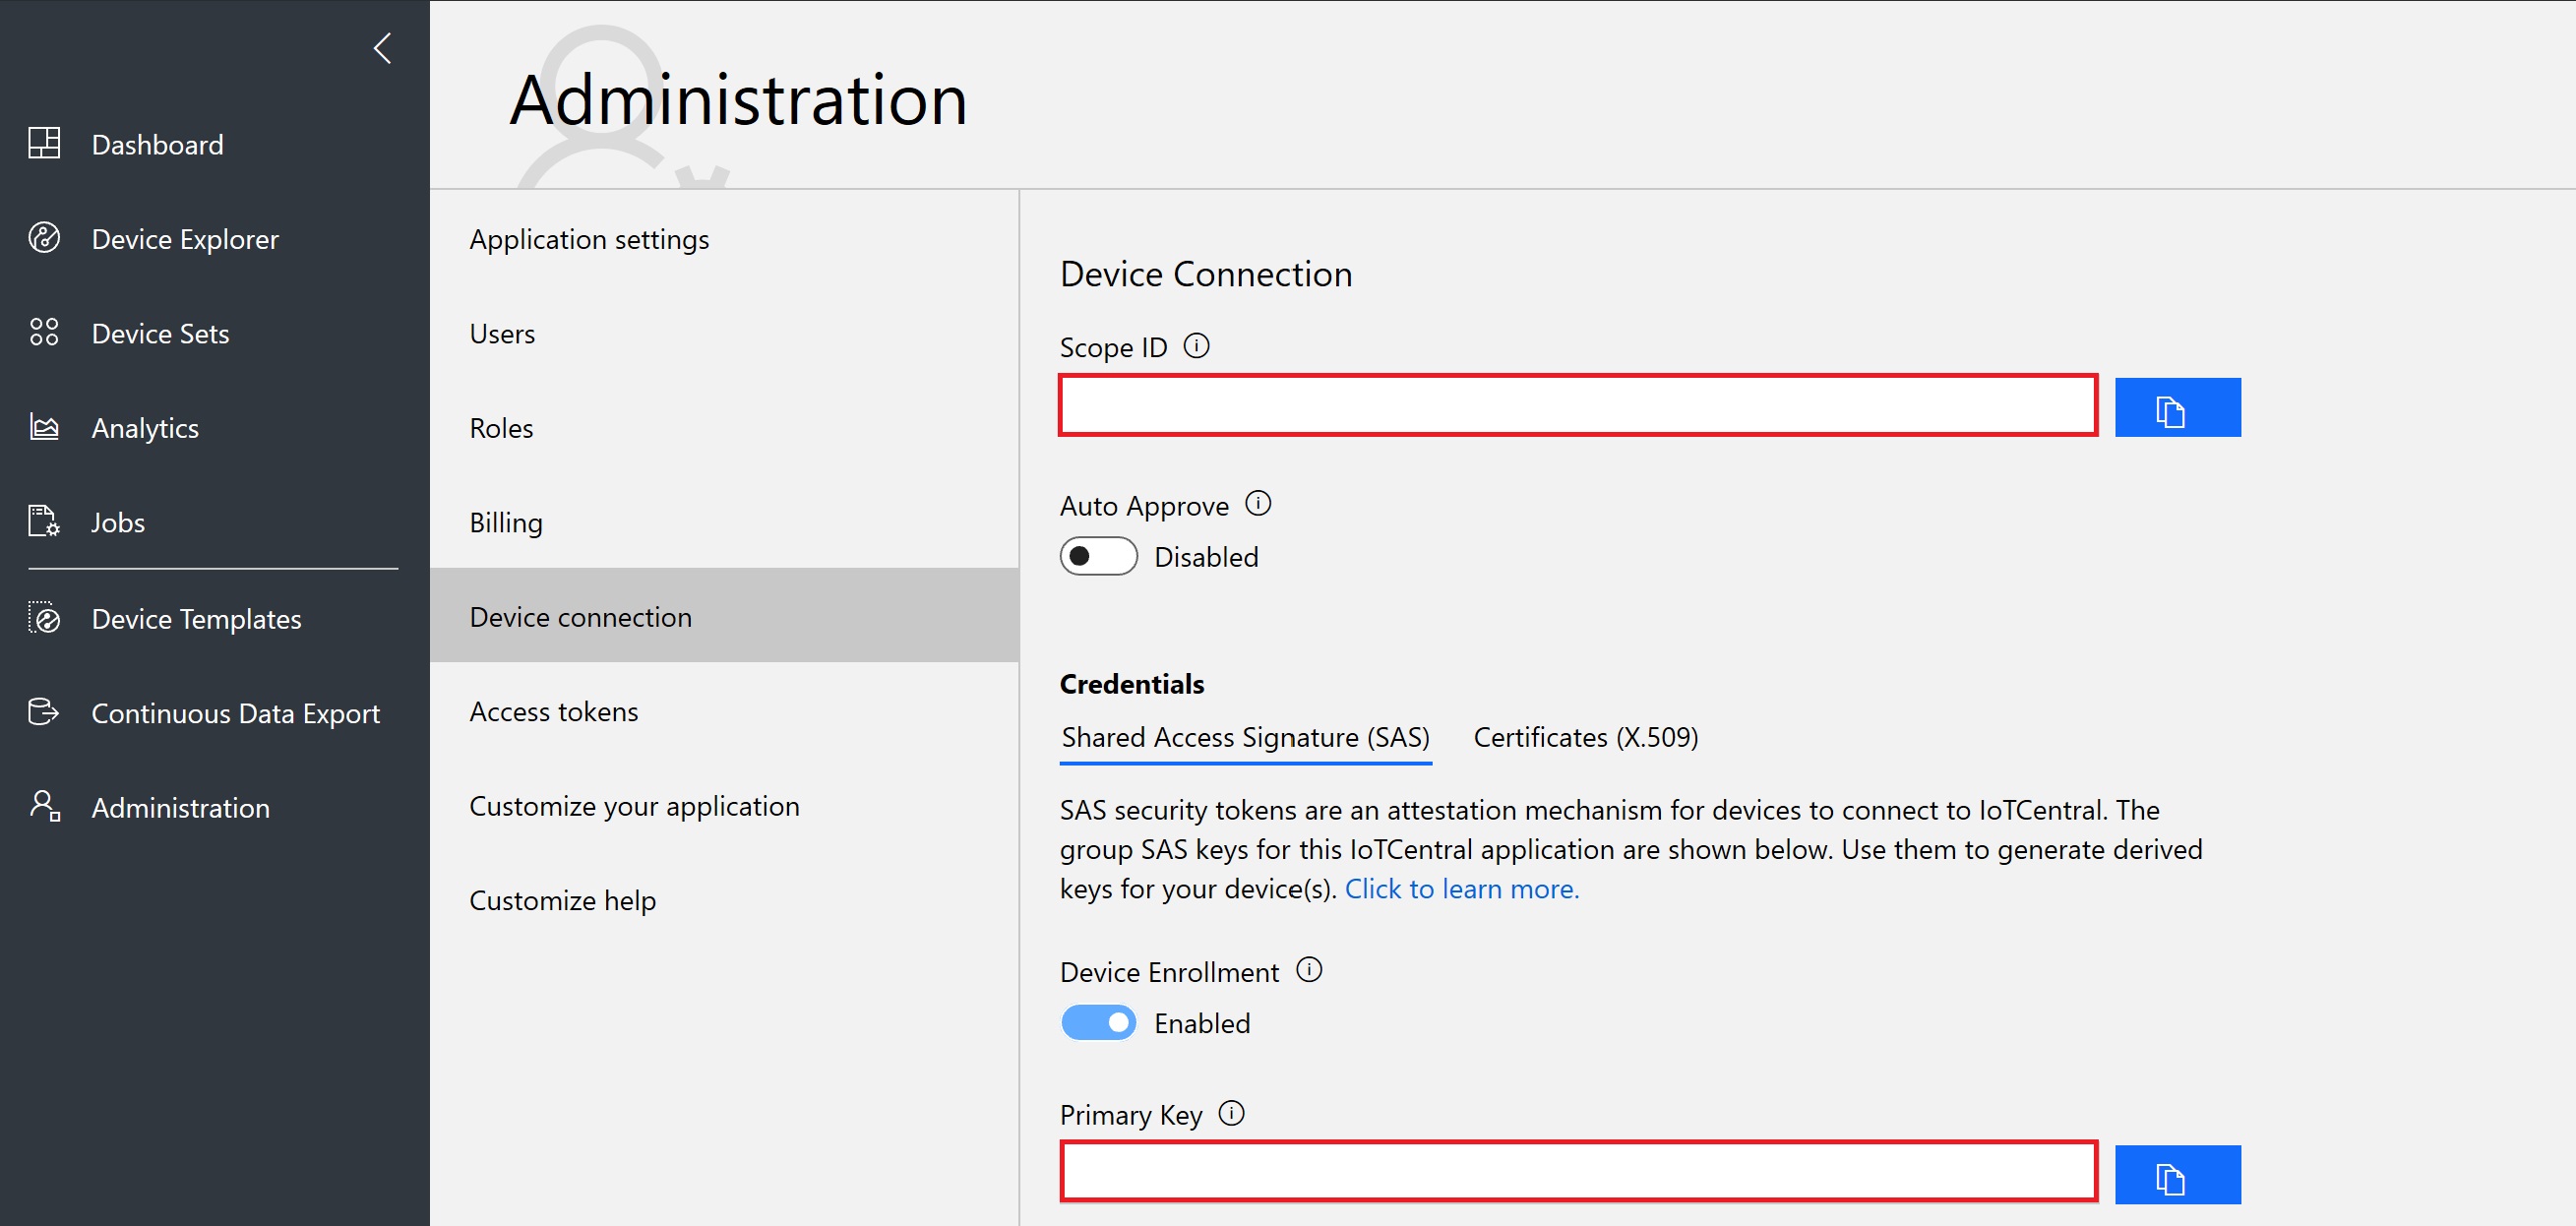 Administration
Dashboard
Device Explorer
Device Sets
Analytics
Jobs
Device Templates
Continuous Data Export
Administration
Application settings
Users
Roles
Billing
Device connection
Access tokens
Customize your application
Customize help
Device Connection
Scope ID
Auto Approve
Disabled
Credentials
Shared Access Signature (SAS) Certificates (X.509)
SAS security tokens are an attestation mechanism for devices to connect to IoTCentral. The
group SAS keys for this IoTCentral application are shown below. Use them to generate derived
keys for your device(s). Click to learn more.
Device Enrollment
Enabled
Primary Key